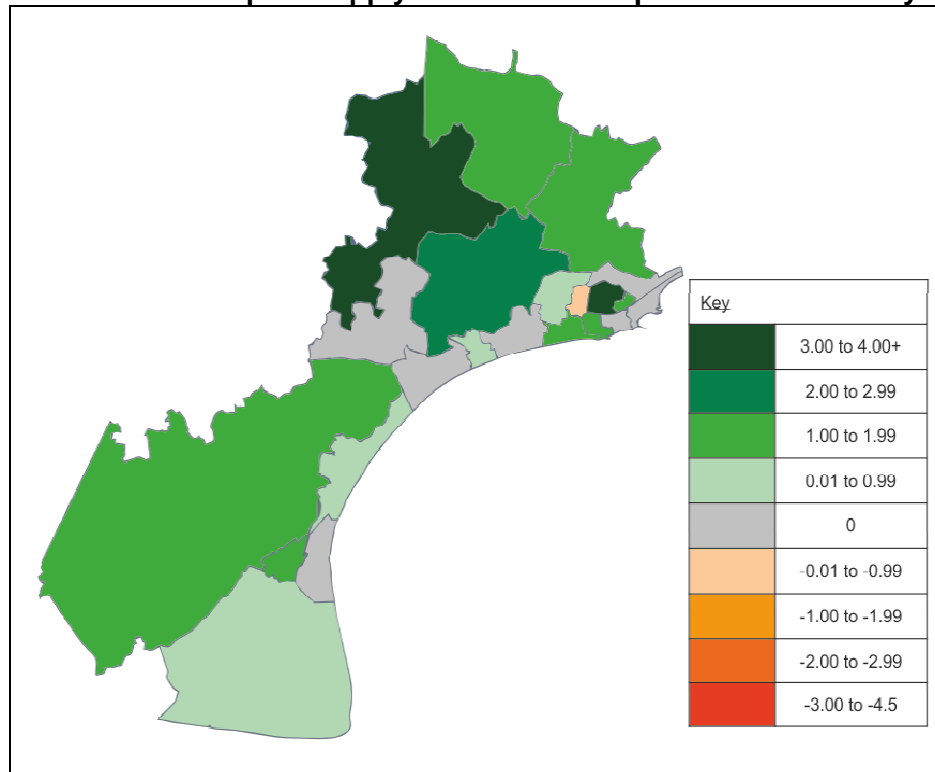 Key
3.00 to 4.00+
2.00 to 2.99
1.00 to 1.99
0.01 to 0.99
0
-0.01 to -0.99
-1.00 to -1.99
-2.00 to -2.99
-3.00 to -4.5